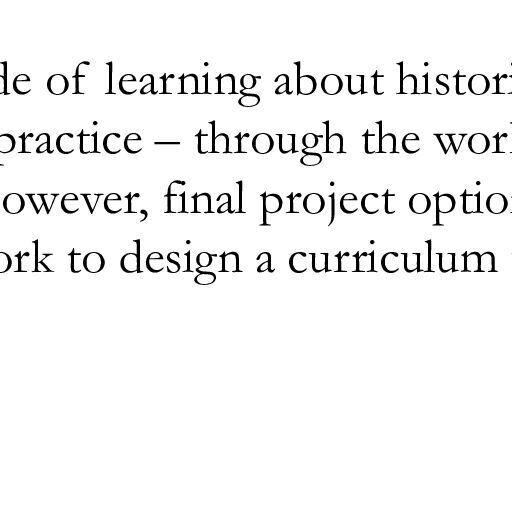 de of learning about histori
practice – through the worl
owever, final project optio
ork to design a curriculum